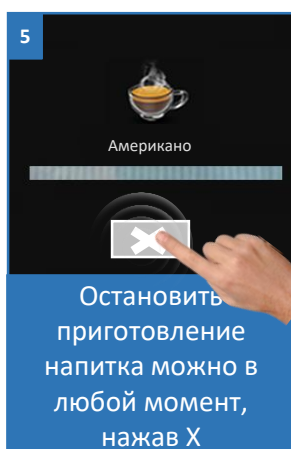 5
Американо
Остановить
приготовление
напитка можно в
любой момент,
нажав X